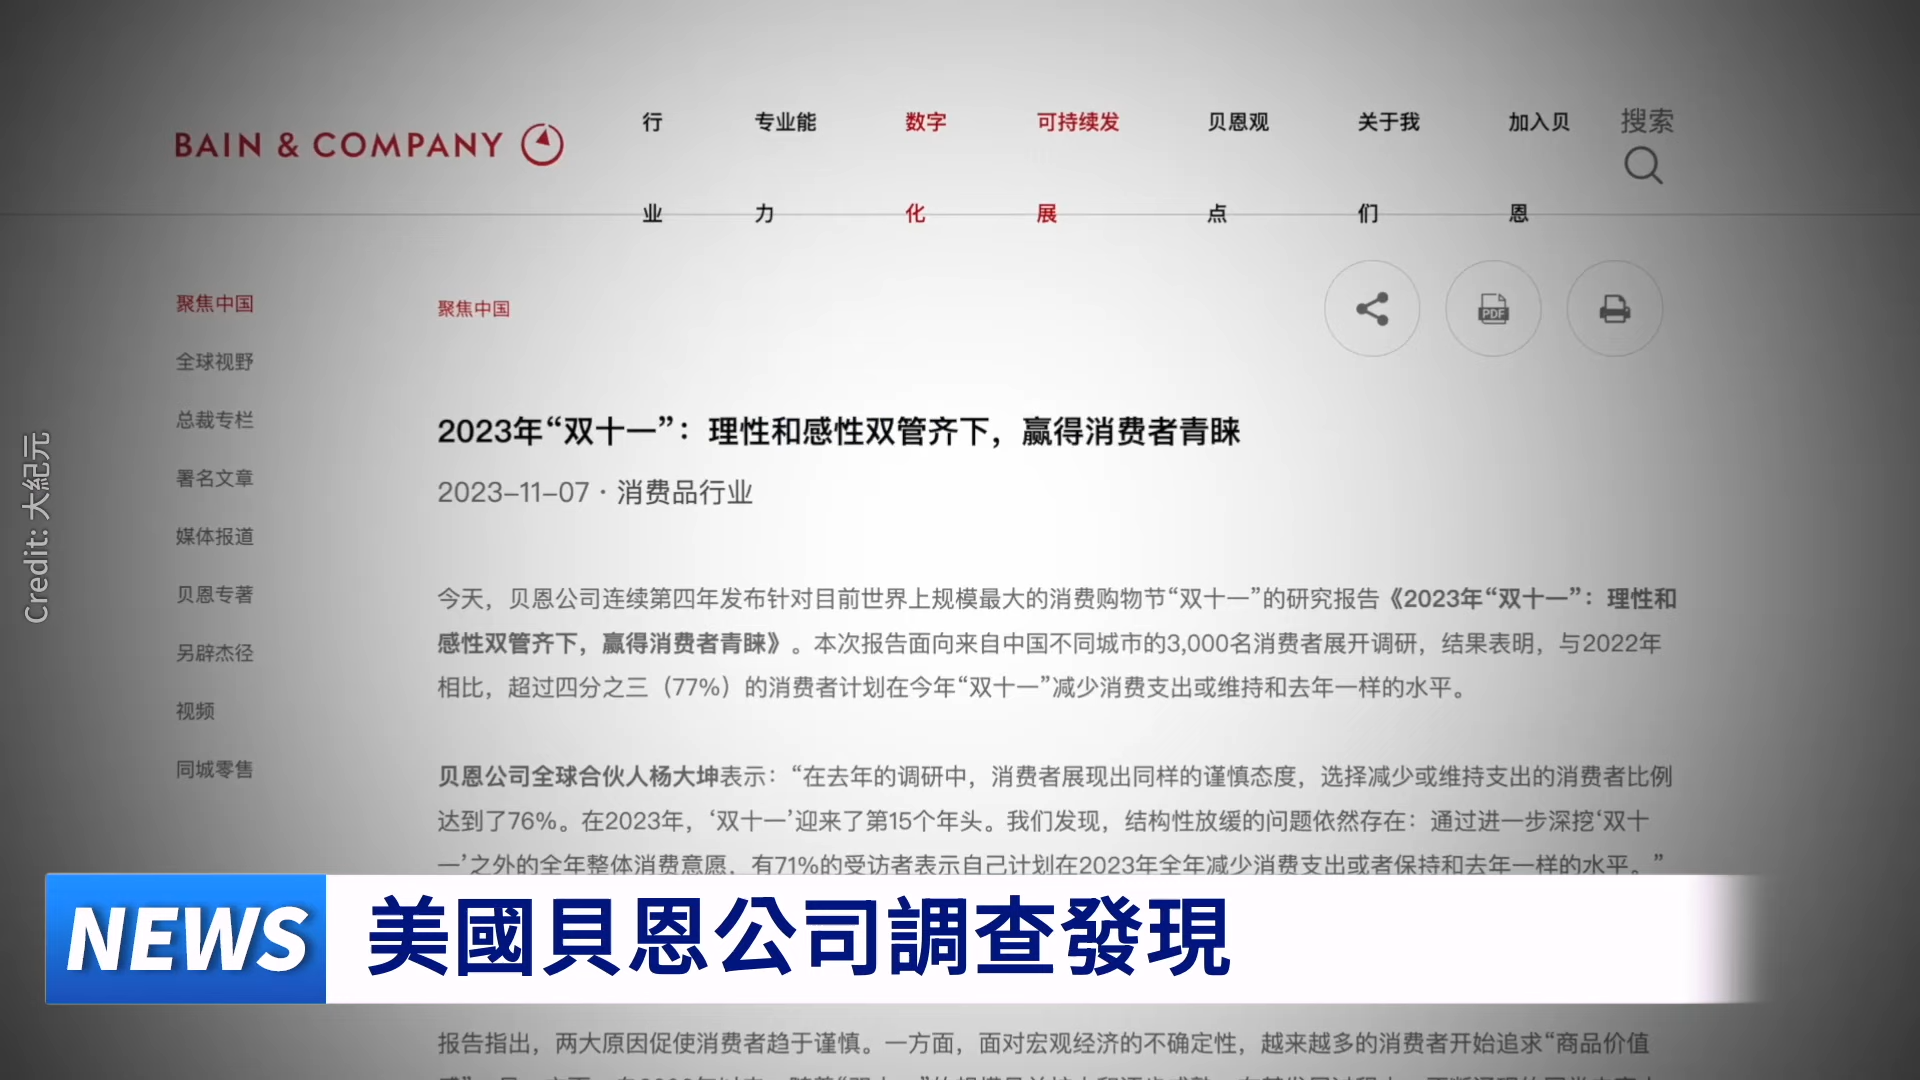 BAIN & COMPANY
行业
专业能力
数字化
可持续发展
贝恩观点
关于我们
加入贝恩
搜索
聚焦中国
全球视野
总裁专栏
署名文章
媒体报道
贝恩专著
另辟杰径
视频
同城零售
聚焦中国
PDF
2023年“双十一”：理性和感性双管齐下，赢得消费者青睐
2023-11-07 · 消费品行业
今天，贝恩公司连续第四年发布针对目前世界上规模最大的消费购物节“双十一”的研究报告《2023年“双十一”：理性和
感性双管齐下，赢得消费者青睐》。本次报告面向来自中国不同城市的3,000名消费者展开调研，结果表明，与2022年
相比，超过四分之三（77%）的消费者计划在今年“双十一”减少消费支出或维持和去年一样的水平。
贝恩公司全球合伙人杨大坤表示：“在去年的调研中，消费者展现出同样的谨慎态度，选择减少或维持支出的消费者比例
达到了76%。在2023年，‘双十一’迎来了第15个年头。我们发现，结构性放缓的问题依然存在：通过进一步深挖‘双十
一’之外的全年整体消费意愿，有71%的受访者表示自己计划在2023年全年减少消费支出或者保持和去年一样的水平。”
报告指出，两大原因促使消费者趋于谨慎。一方面，面对宏观经济的不确定性，越来越多的消费者开始追求“商品价值
Credit: 大紀元
NEWS
美國貝恩公司調查發現